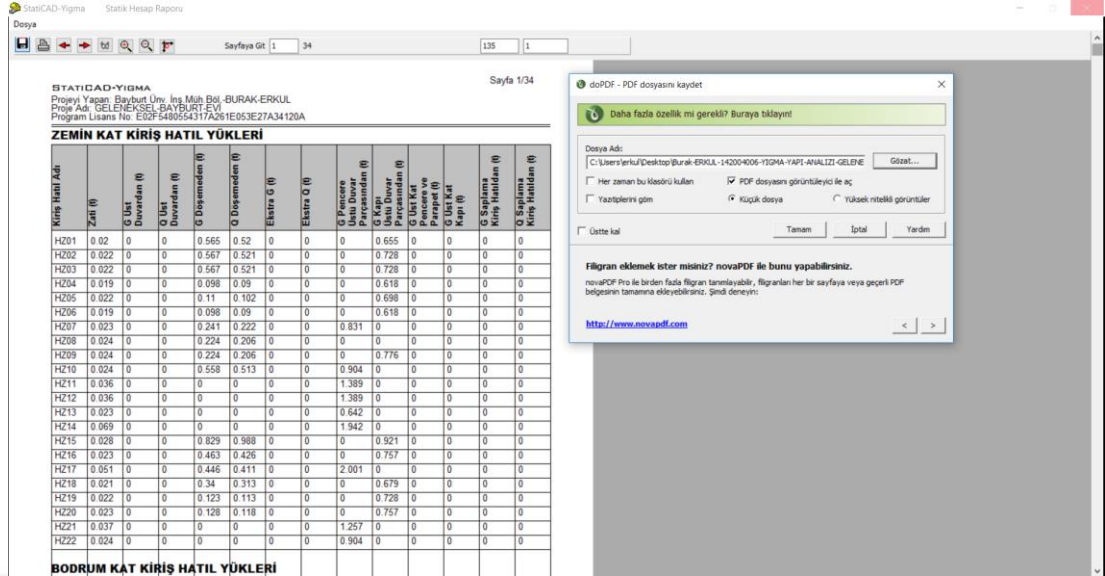 StatiCAD-Yigma Statik Hesap Raporu
Dosya
Sayfaya Git 1 34 135 1
Sayfa 1/34
STATICAD-YIGMA
Projeyi Yapan: Bayburt Ünv. İnş.Müh.Böl.-BURAK-ERKUL
Proje Adı: GELENEKSEL-BAYBURT-EVİ
Program Lisans No: E02F5480554317A261E053E27A34120A
ZEMİN KAT KİRİŞ HATIL YÜKLERİ
Kiriş Hatıl Adı
Zati (t)
G Üst Duvardan (t)
Q Üst Duvardan (t)
G Döşemeden (t)
Q Döşemeden (t)
Ekstra G (t)
Ekstra Q (t)
G Pencere Üstü Duvar Parçasından (t)
G Kapı Üstü Duvar Parçasından (t)
G Üst Kat Pencere ve Parapet (t)
G Üst Kat Kapı (t)
G Saplama Kiriş Hatıldan (t)
Q Saplama Kiriş Hatıldan (t)
HZ01 0.02 0 0 0.565 0.52 0 0 0 0.655 0 0 0 0
HZ02 0.022 0 0 0.567 0.521 0 0 0 0.728 0 0 0 0
HZ03 0.022 0 0 0.567 0.521 0 0 0 0.728 0 0 0 0
HZ04 0.019 0 0 0.098 0.09 0 0 0 0.618 0 0 0 0
HZ05 0.022 0 0 0.11 0.102 0 0 0 0.698 0 0 0 0
HZ06 0.019 0 0 0.098 0.09 0 0 0 0.618 0 0 0 0
HZ07 0.023 0 0 0.241 0.222 0 0 0.831 0 0 0 0 0
HZ08 0.024 0 0 0.224 0.206 0 0 0 0 0 0 0 0
HZ09 0.024 0 0 0.224 0.206 0 0 0 0.776 0 0 0 0
HZ10 0.024 0 0 0.558 0.513 0 0 0.904 0 0 0 0 0
HZ11 0.036 0 0 0 0 0 0 1.389 0 0 0 0 0
HZ12 0.036 0 0 0 0 0 0 1.389 0 0 0 0 0
HZ13 0.023 0 0 0 0 0 0 0.642 0 0 0 0 0
HZ14 0.069 0 0 0 0 0 0 1.942 0 0 0 0 0
HZ15 0.028 0 0 0.829 0.988 0 0 0 0.921 0 0 0 0
HZ16 0.023 0 0 0.463 0.426 0 0 0 0.757 0 0 0 0
HZ17 0.051 0 0 0.446 0.411 0 0 2.001 0 0 0 0 0
HZ18 0.021 0 0 0.34 0.313 0 0 0 0.679 0 0 0 0
HZ19 0.022 0 0 0.123 0.113 0 0 0 0.728 0 0 0 0
HZ20 0.023 0 0 0.128 0.118 0 0 0 0.757 0 0 0 0
HZ21 0.037 0 0 0 0 0 0 1.257 0 0 0 0 0
HZ22 0.024 0 0 0 0 0 0 0.904 0 0 0 0 0
BODRUM KAT KİRİŞ HATIL YÜKLERİ
doPDF - PDF dosyasını kaydet
Daha fazla özellik mi gerekli? Buraya tıklayın!
Dosya Adı:
C:\Users\erkul\Desktop\Burak-ERKUL-142004006-YIGMA-YAPI-ANALIZI-GELENE Gözat...
Her zaman bu klasörü kullan PDF dosyasını görüntüleyici ile aç
Yazıtiplerini göm Küçük dosya Yüksek nitelikli görüntüler
Üstte kal Tamam İptal Yardım
Filigran eklemek ister misiniz? novaPDF ile bunu yapabilirsiniz.
novaPDF Pro ile birden fazla filigran tanımlayabilir, filigranları her bir sayfaya veya geçerli PDF
belgesinin tamamına ekleyebilirsiniz. Şimdi deneyin:
http://www.novapdf.com < >